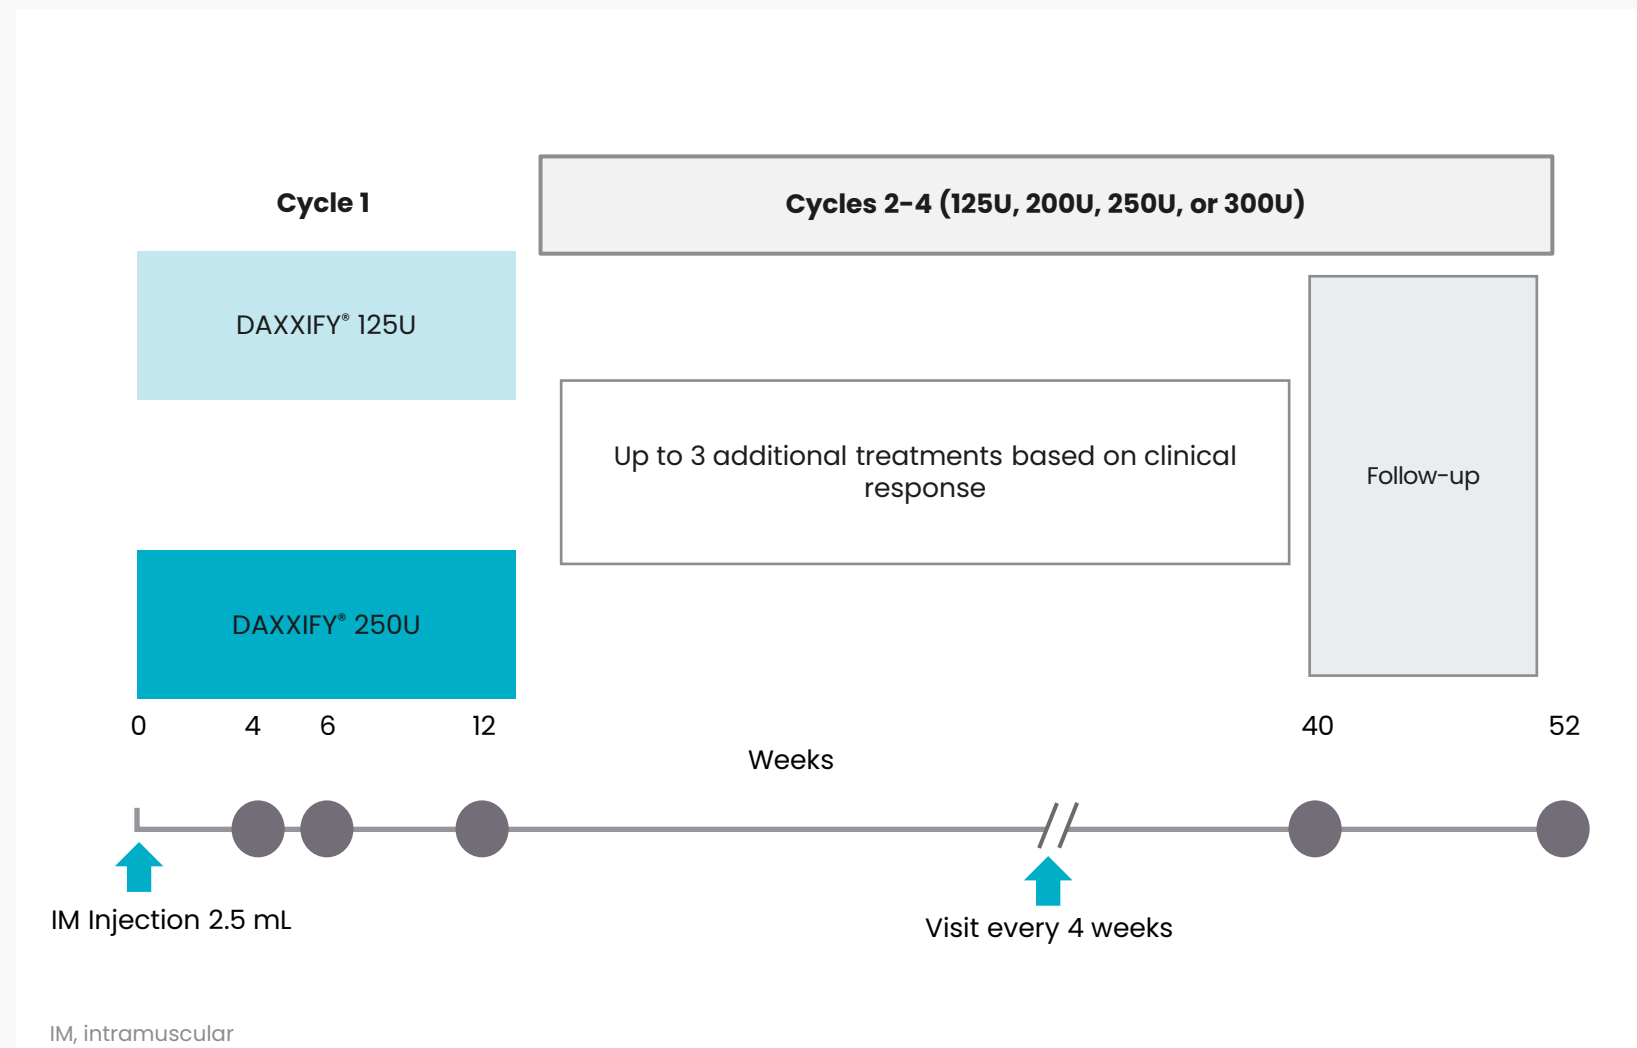 Cycle 1
Cycles 2-4 (125U, 200U, 250U, or 300U)
DAXXIFY® 125U
Up to 3 additional treatments based on clinical
response
Follow-up
DAXXIFY® 250U
0 4 6 12 40 52
Weeks
IM Injection 2.5 mL
Visit every 4 weeks
IM, intramuscular